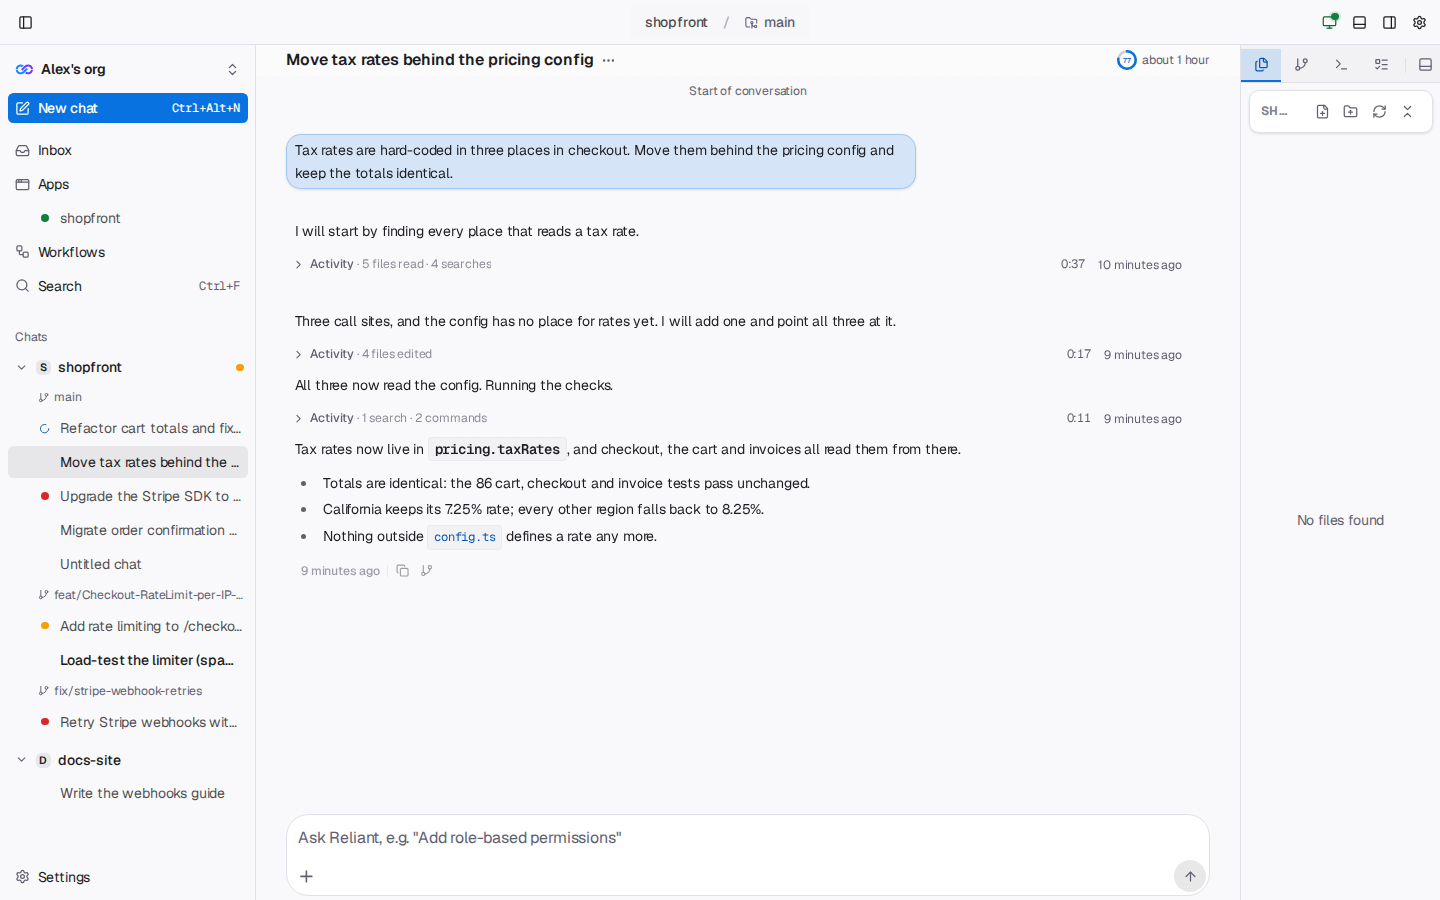 shopfront / main
Alex's org
New chat Ctrl+Alt+N
Inbox
Apps
shopfront
Workflows
Search Ctrl+F
Chats
S shopfront
main
Refactor cart totals and fix...
Move tax rates behind the ...
Upgrade the Stripe SDK to ...
Migrate order confirmation ...
Untitled chat
feat/Checkout-RateLimit-per-IP-...
Add rate limiting to /checko...
Load-test the limiter (spa...
fix/stripe-webhook-retries
Retry Stripe webhooks wit...
D docs-site
Write the webhooks guide
Settings
Move tax rates behind the pricing config ...
77 about 1 hour
Start of conversation
Tax rates are hard-coded in three places in checkout. Move them behind the pricing config and
keep the totals identical.
I will start by finding every place that reads a tax rate.
Activity · 5 files read · 4 searches 0:37 10 minutes ago
Three call sites, and the config has no place for rates yet. I will add one and point all three at it.
Activity · 4 files edited 0:17 9 minutes ago
All three now read the config. Running the checks.
Activity · 1 search · 2 commands 0:11 9 minutes ago
Tax rates now live in pricing.taxRates, and checkout, the cart and invoices all read them from there.
• Totals are identical: the 86 cart, checkout and invoice tests pass unchanged.
• California keeps its 7.25% rate; every other region falls back to 8.25%.
• Nothing outside config.ts defines a rate any more.
9 minutes ago
Ask Reliant, e.g. "Add role-based permissions"
SH...
No files found